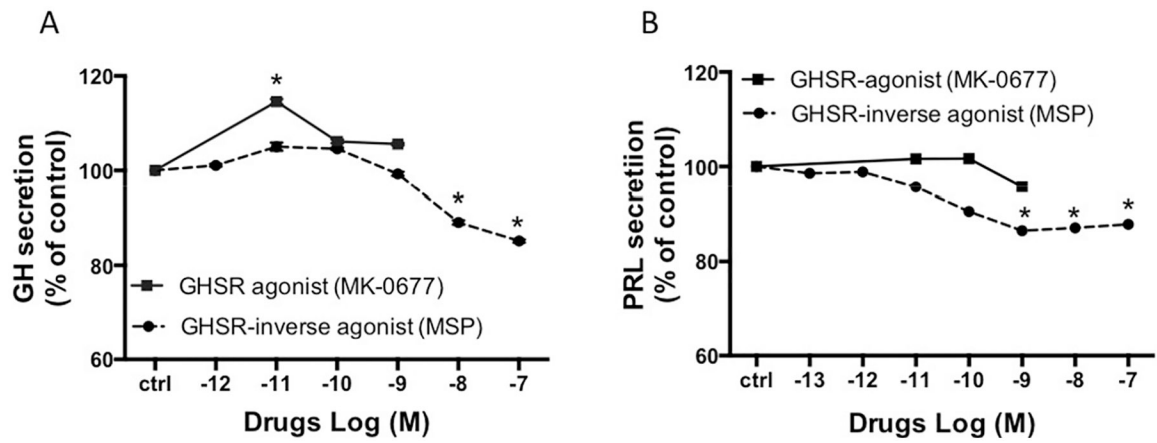 A
GH secretion
(% of control)
120
100
80
60
*
*
*
GHSR agonist (MK-0677)
GHSR-inverse agonist (MSP)
ctrl -12 -11 -10 -9 -8 -7
Drugs Log (M)
B
PRL secretiion
(% of control)
120
100
80
60
GHSR-agonist (MK-0677)
GHSR-inverse agonist (MSP)
* * *
ctrl -13 -12 -11 -10 -9 -8 -7
Drugs Log (M)